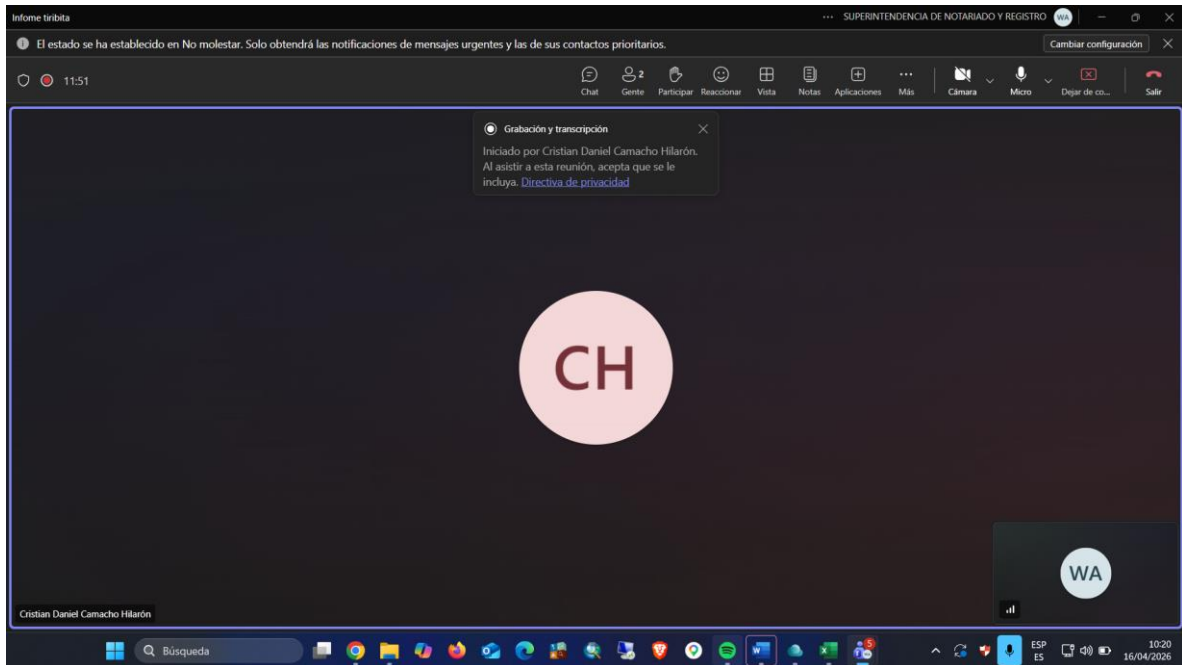 Infome tiribita
... SUPERINTENDENCIA DE NOTARIADO Y REGISTRO WA
El estado se ha establecido en No molestar. Solo obtendrá las notificaciones de mensajes urgentes y las de sus contactos prioritarios. Cambiar configuración
11:51
2
Chat Gente Participar Reaccionar Vista Notas Aplicaciones Más Cámara Micro Dejar de co... Salir
Grabación y transcripción
Iniciado por Cristian Daniel Camacho Hilarón.
Al asistir a esta reunión, acepta que se le
incluya. Directiva de privacidad
CH
WA
Cristian Daniel Camacho Hilarón
Búsqueda
5
ESP
ES
10:20
16/04/2026